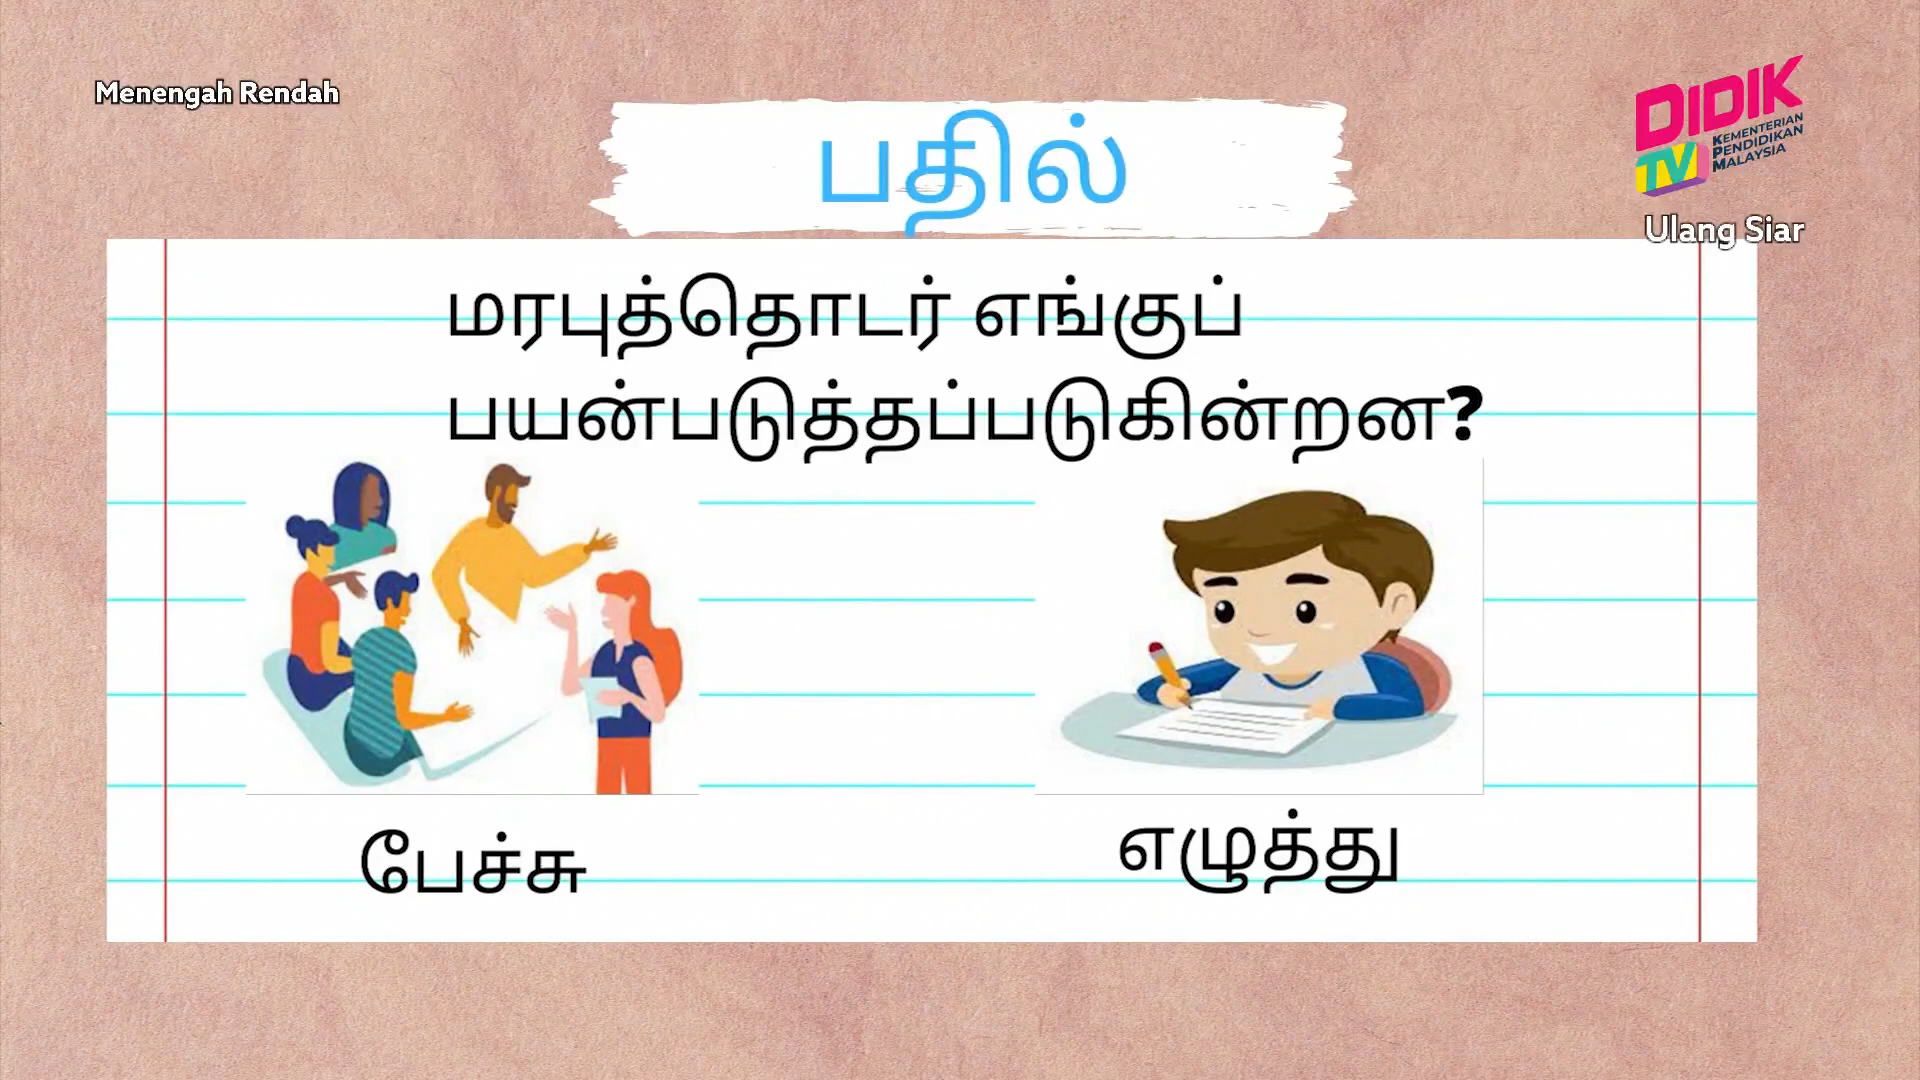 Menengah Rendah
DIDIK
TV
KEMENTERIAN
PENDIDIKAN
MALAYSIA
Ulang Siar
பதில்
மரபுத்தொடர் எங்குப்
பயன்படுத்தப்படுகின்றன?
பேச்சு
எழுத்து